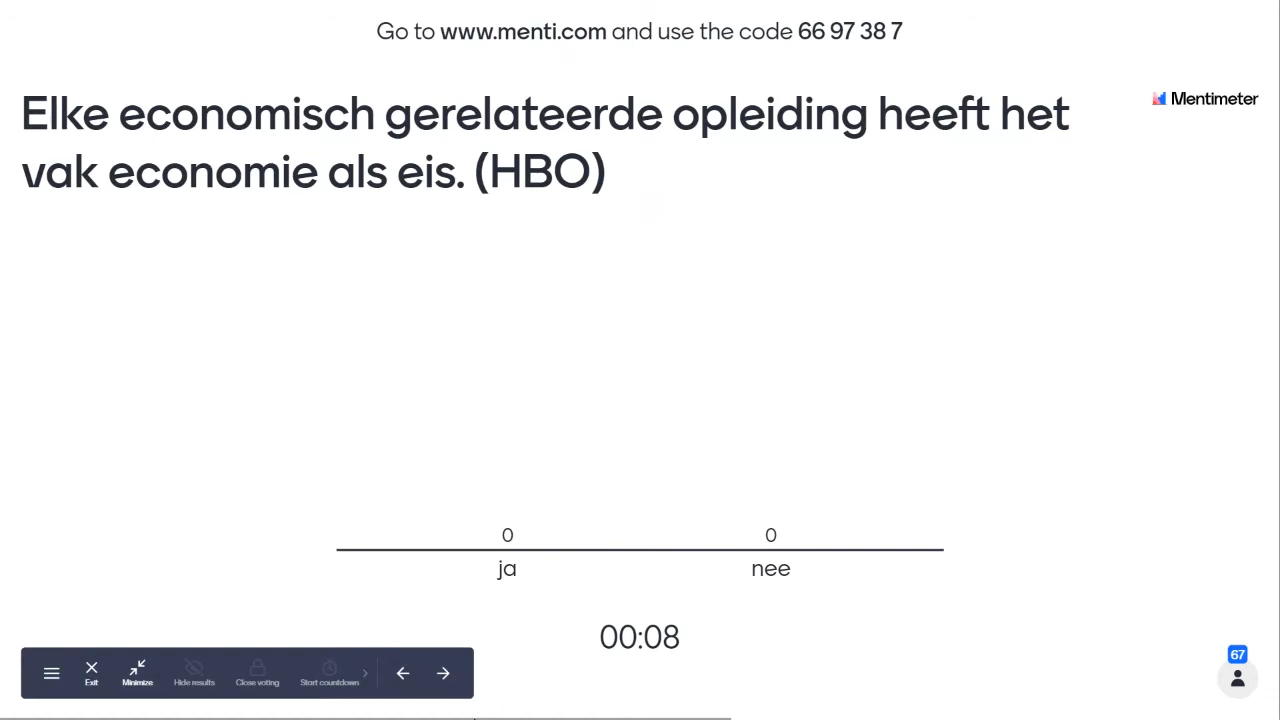 Go to www.menti.com and use the code 66 97 38 7
Elke economisch gerelateerde opleiding heeft het
vak economie als eis. (HBO)
Mentimeter
0 0
ja nee
00:08
Exit Minimize Hide results Close voting Start countdown
67